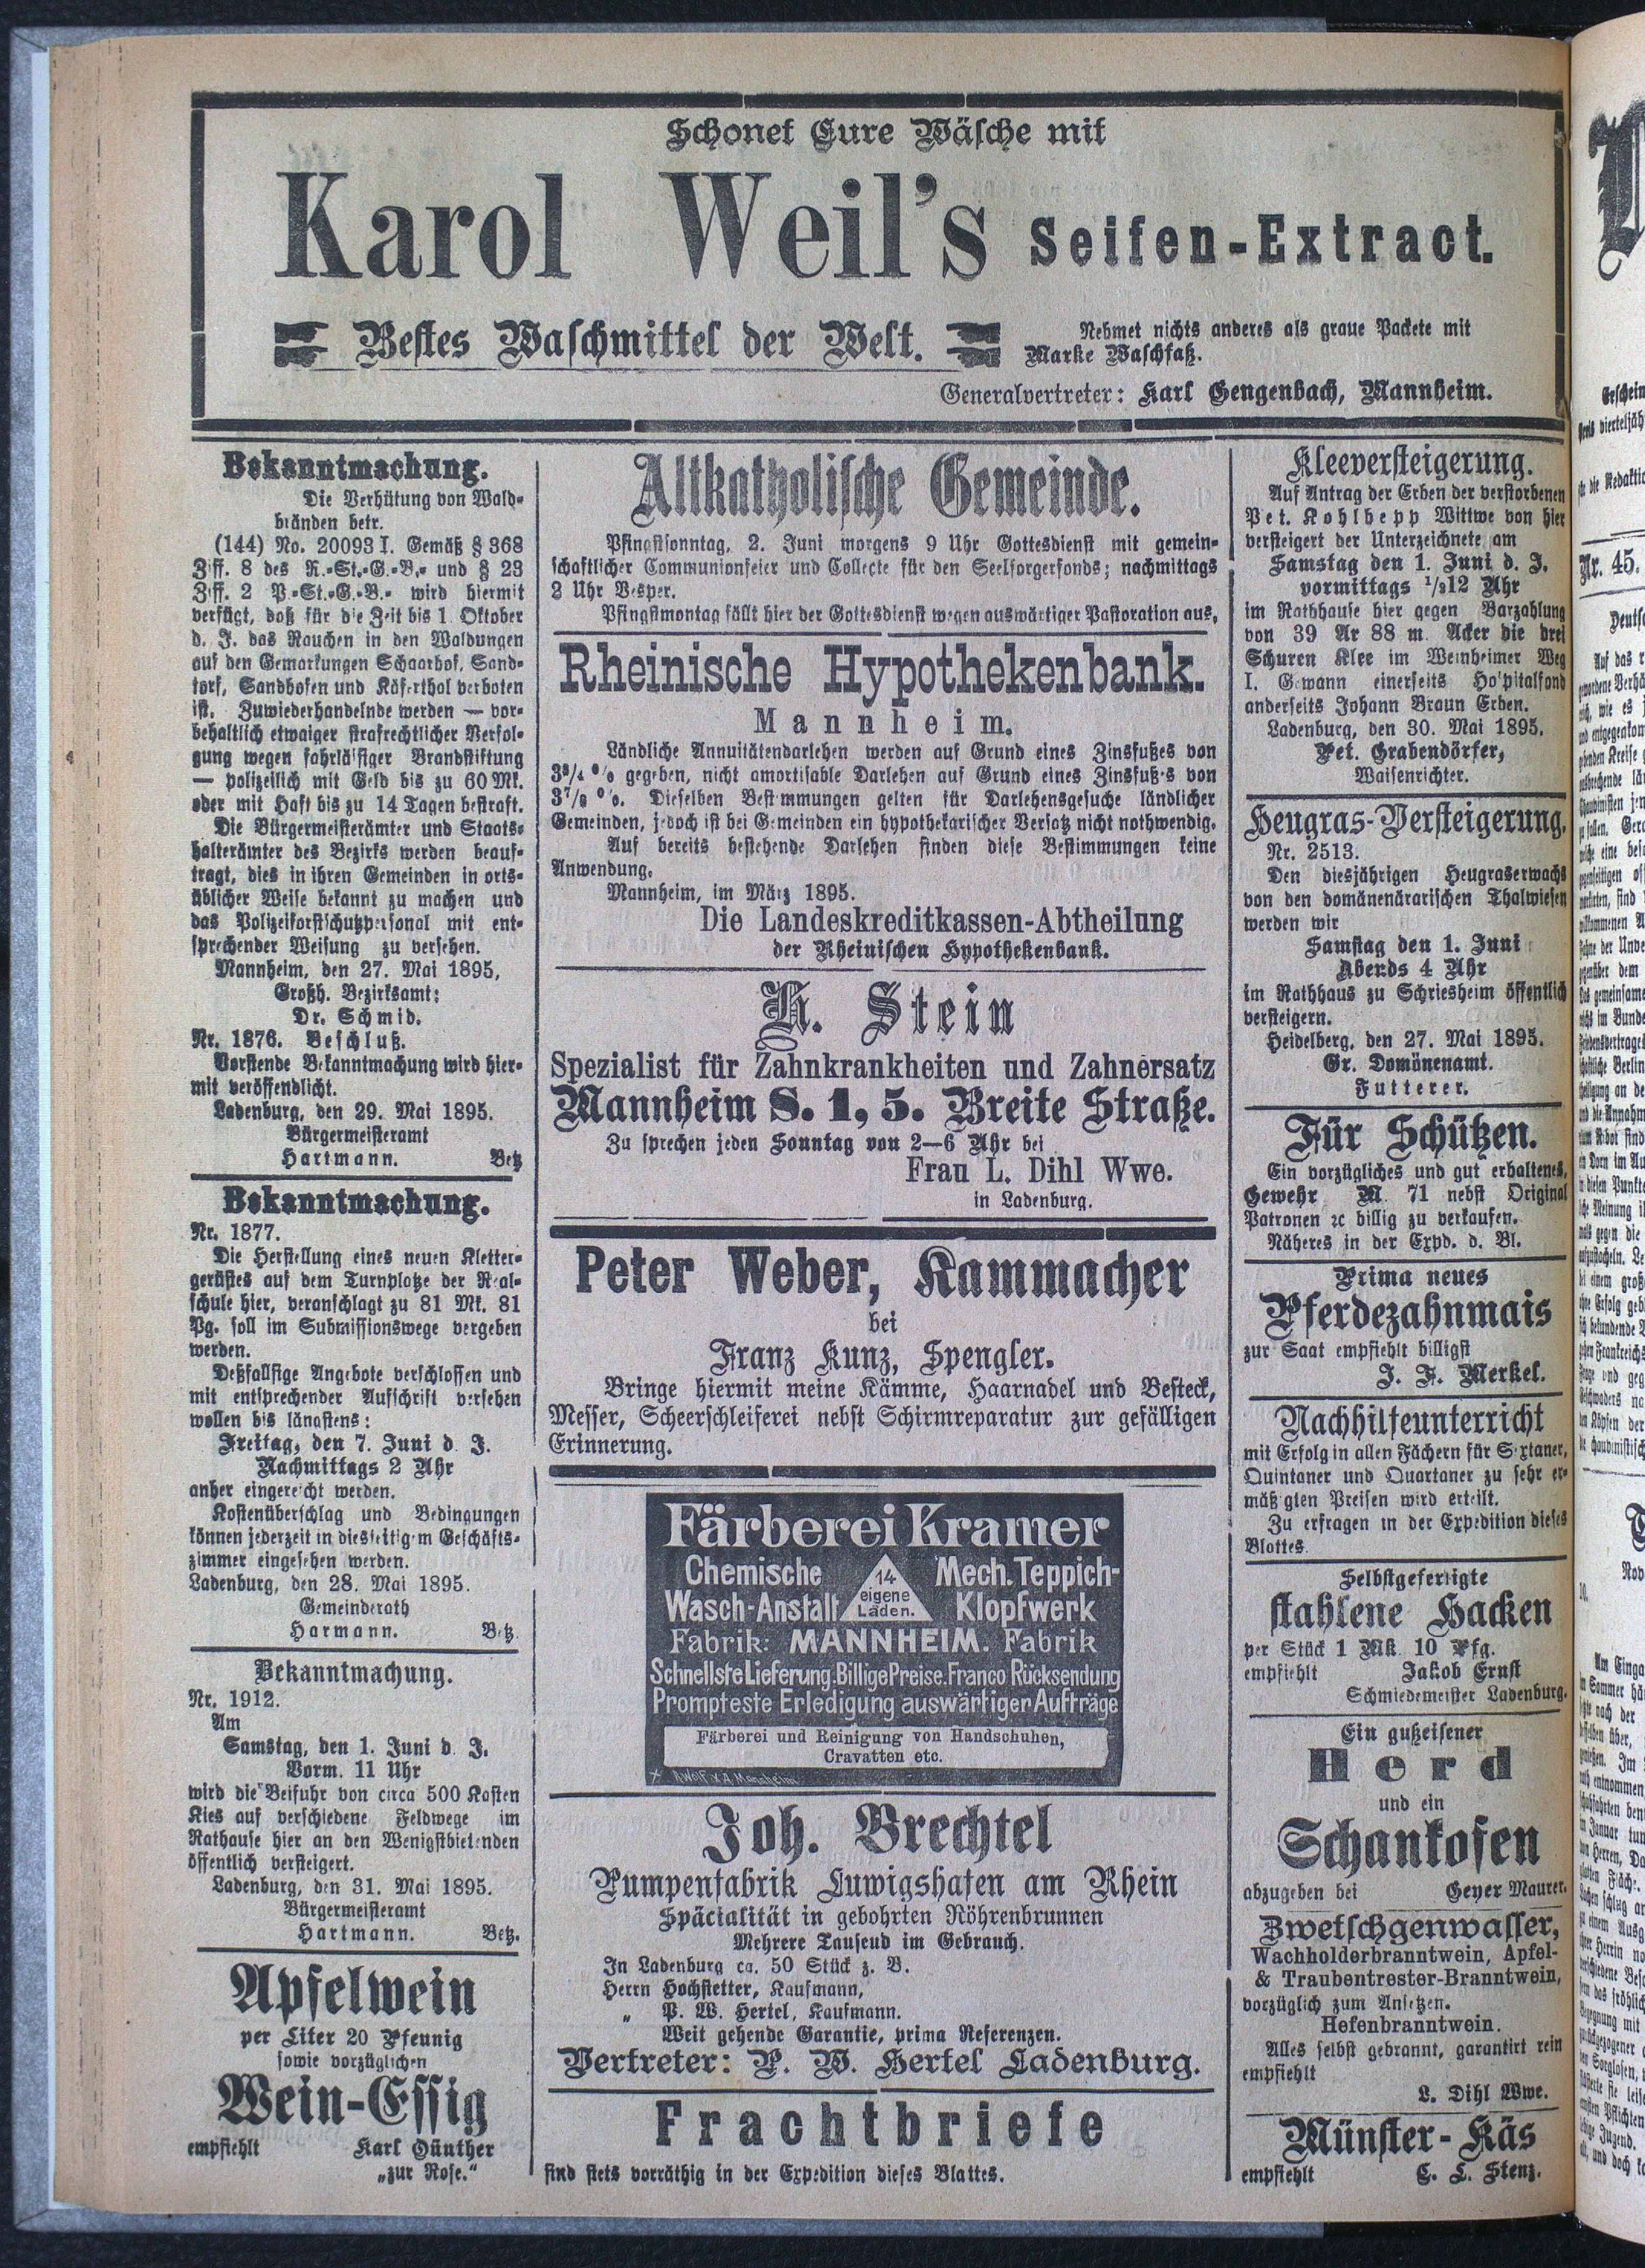 Schonet Eure Wäsche mit
Karol Weil's Seifen-Extract.
Bestes Waschmittel der Welt.
Nehmet nichts anderes als graue Packete mit
Marke Waschfaß.
Generalvertreter: Karl Gengenbach, Mannheim.
Bekanntmachung.
Die Verhütung von Wald-
bränden betr.
(144) No. 20093 I. Gemäß § 368
Ziff. 8 des R.-St.-G.-B.- und § 23
Ziff. 2 P.-St.-G.-B.- wird hiermit
verfügt, daß für die Zeit bis 1. Oktober
d. J. das Rauchen in den Waldungen
auf den Gemarkungen Schaarhof, Sand-
torf, Sandhofen und Käferthal verboten
ist. Zuwiederhandelnde werden — vor-
behaltlich etwaiger strafrechtlicher Verfol-
gung wegen fahrlässiger Brandstiftung
— polizeilich mit Geld bis zu 60 Mk.
oder mit Haft bis zu 14 Tagen bestraft.
Die Bürgermeisterämter und Staats-
halterämter des Bezirks werden beauf-
tragt, dies in ihren Gemeinden in orts-
üblicher Weise bekannt zu machen und
das Polizeiforstschutzpersonal mit ent-
sprechender Weisung zu versehen.
Mannheim, den 27. Mai 1895,
Großh. Bezirksamt:
Dr. Schmid.
Nr. 1876. Beschluß.
Vorstende Bekanntmachung wird hier-
mit veröffendlicht.
Ladenburg, den 29. Mai 1895.
Bürgermeisteramt
Hartmann. Betz
Bekanntmachung.
Nr. 1877.
Die Herstellung eines neuen Kletter-
gerüstes auf dem Turnplatze der Real-
schule hier, veranschlagt zu 81 Mk. 81
Pg. soll im Submissionswege vergeben
werden.
Deßfallsige Angebote verschlossen und
mit entsprechender Aufschrift versehen
wollen bis längstens:
Freitag, den 7. Juni d. J.
Nachmittags 2 Uhr
anher eingereicht werden.
Kostenüberschlag und Bedingungen
können jederzeit in diesseitigem Geschäfts-
zimmer eingesehen werden.
Ladenburg, den 28. Mai 1895.
Gemeinderath
Harmann. Betz.
Bekanntmachung.
Nr. 1912.
Am
Samstag, den 1. Juni d. J.
Vorm. 11 Uhr
wird die Beifuhr von circa 500 Kasten
Kies auf verschiedene Feldwege im
Rathause hier an den Wenigstbietenden
öffentlich versteigert.
Ladenburg, den 31. Mai 1895.
Bürgermeisteramt
Hartmann. Betz.
Apfelwein
per Liter 20 Pfennig
sowie vorzüglichen
Wein-Essig
empfiehlt Karl Günther
„zur Rose."
Altkatholische Gemeinde.
Pfingstsonntag, 2. Juni morgens 9 Uhr Gottesdienst mit gemein-
schaftlicher Communionfeier und Collecte für den Seelsorgerfonds; nachmittags
2 Uhr Vesper.
Pfingstmontag fällt hier der Gottesdienst wegen auswärtiger Pastoration aus,
Rheinische Hypothekenbank.
Mannheim.
Ländliche Annuitätendarlehen werden auf Grund eines Zinsfußes von
3¾ % gegeben, nicht amortisable Darlehen auf Grund eines Zinsfußes von
3⅞ %. Dieselben Bestimmungen gelten für Darlehensgesuche ländlicher
Gemeinden, jedoch ist bei Gemeinden ein hypothekarischer Versatz nicht nothwendig.
Auf bereits bestehende Darlehen finden diese Bestimmungen keine
Anwendung.
Mannheim, im März 1895.
Die Landeskreditkassen-Abtheilung
der Rheinischen Hypothekenbank.
K. Stein
Spezialist für Zahnkrankheiten und Zahnersatz
Mannheim S. 1, 5. Breite Straße.
Zu sprechen jeden Sonntag von 2—6 Uhr bei
Frau L. Dihl Wwe.
in Ladenburg.
Peter Weber, Kammacher
bei
Franz Kunz, Spengler.
Bringe hiermit meine Kämme, Haarnadel und Besteck,
Messer, Scheerschleiferei nebst Schirmreparatur zur gefälligen
Erinnerung.
Färberei Kramer
Chemische Wasch-Anstalt
14 eigene Läden.
Mech. Teppich-Klopfwerk
Fabrik: MANNHEIM. Fabrik
Schnellste Lieferung. Billige Preise. Franco Rücksendung
Prompteste Erledigung auswärtiger Aufträge
Färberei und Reinigung von Handschuhen,
Cravatten etc.
Joh. Brechtel
Pumpenfabrik Luwigshafen am Rhein
Späcialität in gebohrten Röhrenbrunnen
Mehrere Tausend im Gebrauch.
In Ladenburg ca. 50 Stück z. B.
Herrn Hochstetter, Kaufmann,
„ P. W. Hertel, Kaufmann.
Weit gehende Garantie, prima Referenzen.
Vertreter: P. W. Hertel Ladenburg.
Frachtbriefe
sind stets vorräthig in der Expedition dieses Blattes.
Kleeversteigerung.
Auf Antrag der Erben der verstorbenen
Pet. Kohlhepp Wittwe von hier
versteigert der Unterzeichnete am
Samstag den 1. Juni d. J.
vormittags ½12 Uhr
im Rathhause hier gegen Barzahlung
von 39 Ar 88 m Acker die drei
Schuren Klee im Weinheimer Weg
I. Gewann einerseits Hospitalfond
anderseits Johann Braun Erben.
Ladenburg, den 30. Mai 1895.
Pet. Grabendörfer,
Waisenrichter.
Heugras-Versteigerung.
Nr. 2513.
Den diesjährigen Heugraserwachs
von den domänenärarischen Thalwiesen
werden wir
Samstag den 1. Juni
Abends 4 Uhr
im Rathhaus zu Schriesheim öffentlich
versteigern.
Heidelberg, den 27. Mai 1895.
Gr. Domänenamt.
Futterer.
Für Schützen.
Ein vorzügliches und gut erhaltenes,
Gewehr M. 71 nebst Original
Patronen ꝛc billig zu verkaufen.
Näheres in der Expd. d. Bl.
Prima neues
Pferdezahnmais
zur Saat empfiehlt billigst
J. F. Merkel.
Nachhilfeunterricht
mit Erfolg in allen Fächern für Sextaner,
Quintaner und Quartaner zu sehr er-
mäßigten Preisen wird erteilt.
Zu erfragen in der Expedition dieses
Blattes.
Selbstgefertigte
stahlene Hacken
per Stück 1 Mk. 10 Pfg.
empfiehlt Jakob Ernst
Schmiedemeister Ladenburg.
Ein gußeisener
Herd
und ein
Schankofen
abzugeben bei Geyer Maurer.
Zwetschgenwasser,
Wachholderbranntwein, Apfel-
& Traubentrester-Branntwein,
vorzüglich zum Ansetzen.
Hefenbranntwein.
Alles selbst gebrannt, garantirt rein
empfiehlt
L. Dihl Wwe.
Münster-Käs
empfiehlt C. L. Stenz.
Nr. 45.